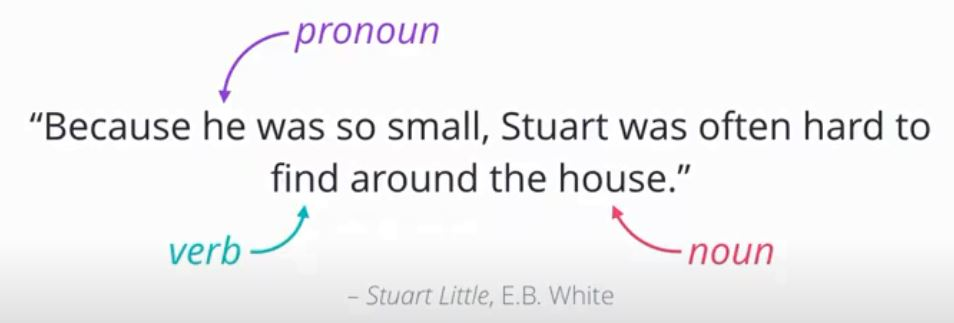 pronoun
“Because he was so small, Stuart was often hard to
find around the house.”
verb
noun
– Stuart Little, E.B. White